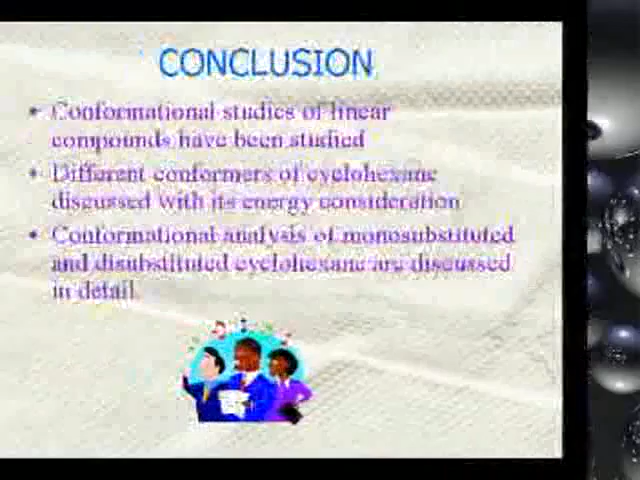 CONCLUSION
• Conformational studies of linear
compounds have been studied
• Different conformers of cyclohexane
discussed with its energy consideration
• Conformational analysis of monosubstituted
and disubstituted cyclohexane are discussed
in detail